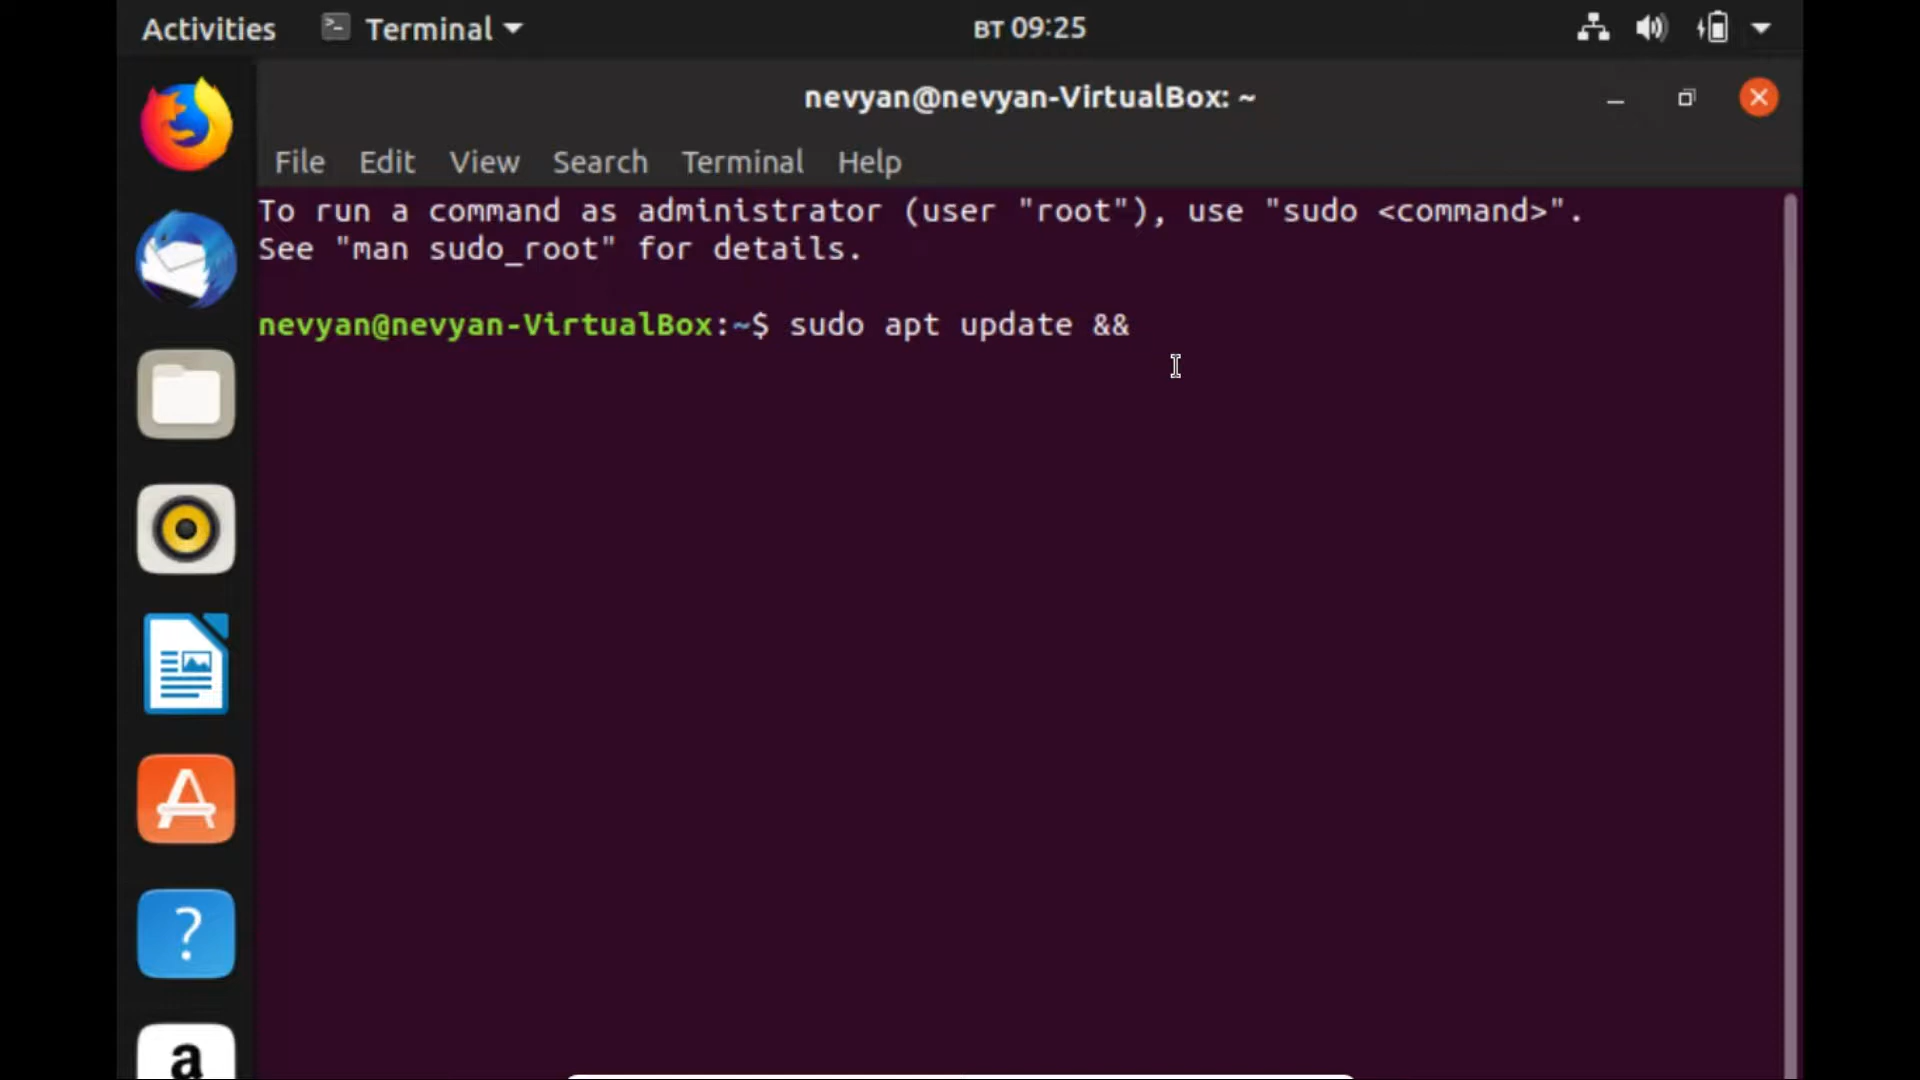 Activities Terminal вт 09:25
nevyan@nevyan-VirtualBox: ~
File Edit View Search Terminal Help
To run a command as administrator (user "root"), use "sudo <command>".
See "man sudo_root" for details.
nevyan@nevyan-VirtualBox:~$ sudo apt update &&